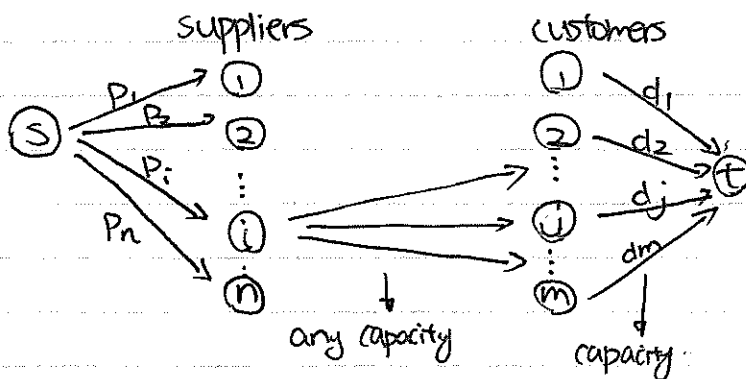 suppliers
customers
S
P1
P2
Pi
Pn
1
2
⋮
i
⋮
n
1
2
⋮
j
⋮
m
d1
d2
dj
dm
t
any capacity
capacity